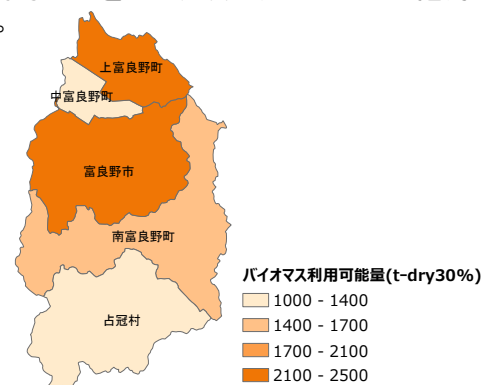 。
上富良野町
中富良野町
富良野市
南富良野町
占冠村
バイオマス利用可能量(t-dry30%)
1000 - 1400
1400 - 1700
1700 - 2100
2100 - 2500